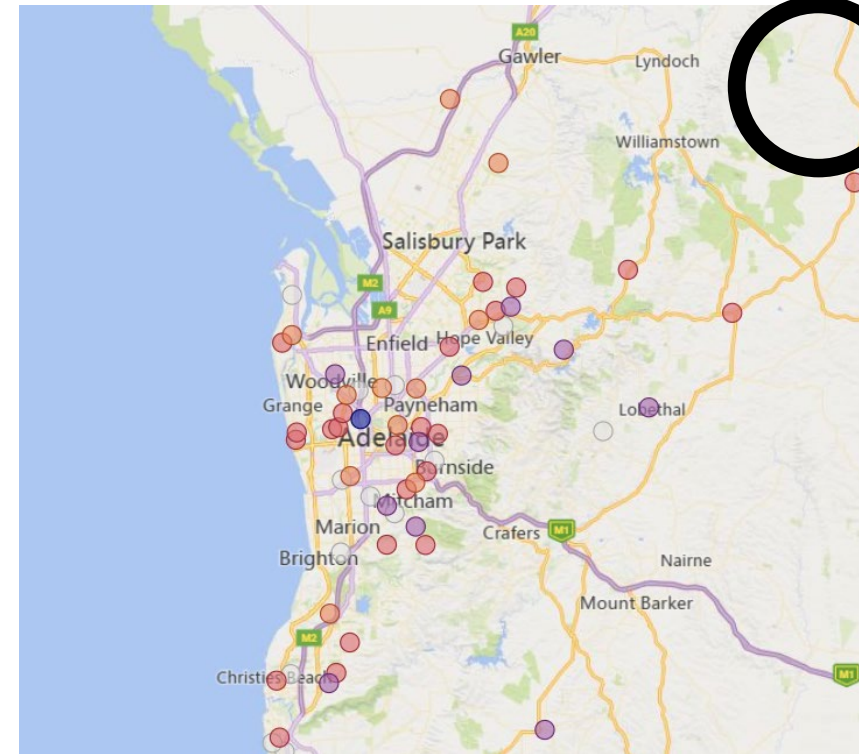 A20
Gawler
Lyndoch
Williamstown
Salisbury Park
M2
A9
Enfield
Hope Valley
Woodville
Grange
Payneham
Lobethal
Adelaide
Burnside
Mitcham
Marion
Crafers
M1
Brighton
Nairne
Mount Barker
M2
Christies Beach
M1